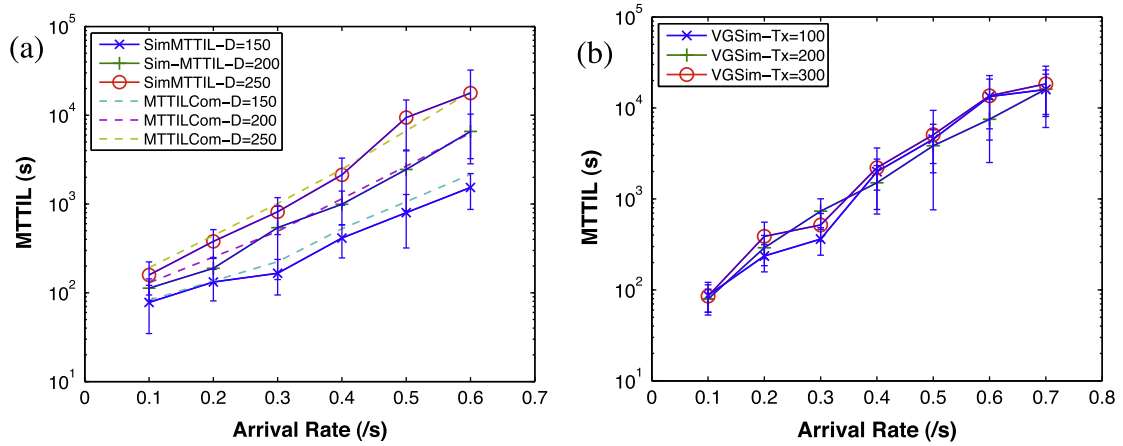 (a)
10^5
10^4
10^3
10^2
10^1
MTTIL (s)
SimMTTIL-D=150
Sim-MTTIL-D=200
SimMTTIL-D=250
MTTILCom-D=150
MTTILCom-D=200
MTTILCom-D=250
0 0.1 0.2 0.3 0.4 0.5 0.6 0.7
Arrival Rate (/s)
(b)
10^5
10^4
10^3
10^2
10^1
MTTIL (s)
VGSim-Tx=100
VGSim-Tx=200
VGSim-Tx=300
0 0.1 0.2 0.3 0.4 0.5 0.6 0.7 0.8
Arrival Rate (/s)